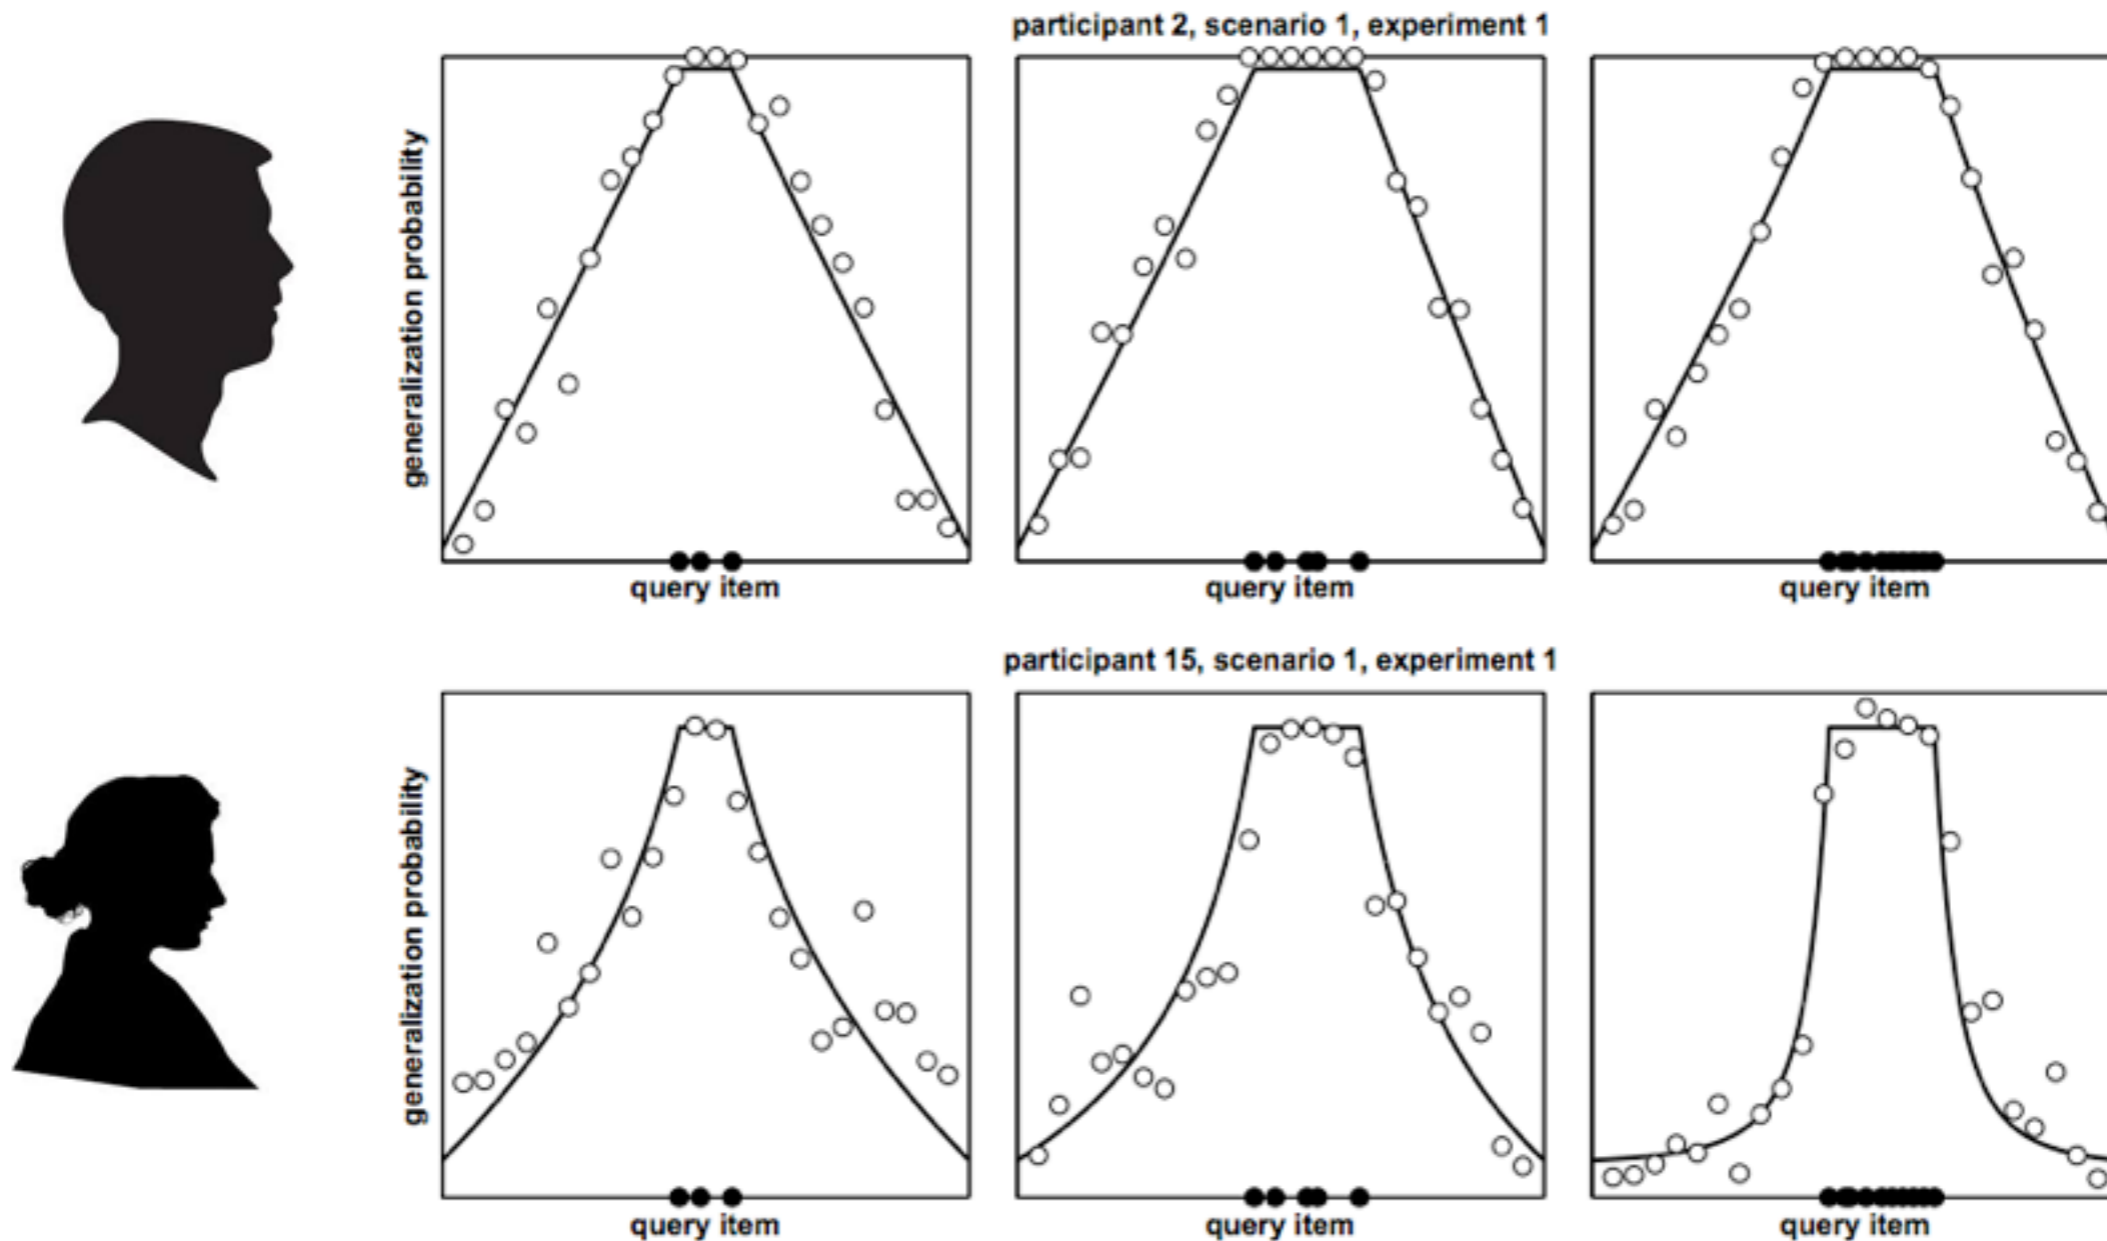 participant 2, scenario 1, experiment 1
generalization probability
query item
query item
query item
participant 15, scenario 1, experiment 1
generalization probability
query item
query item
query item